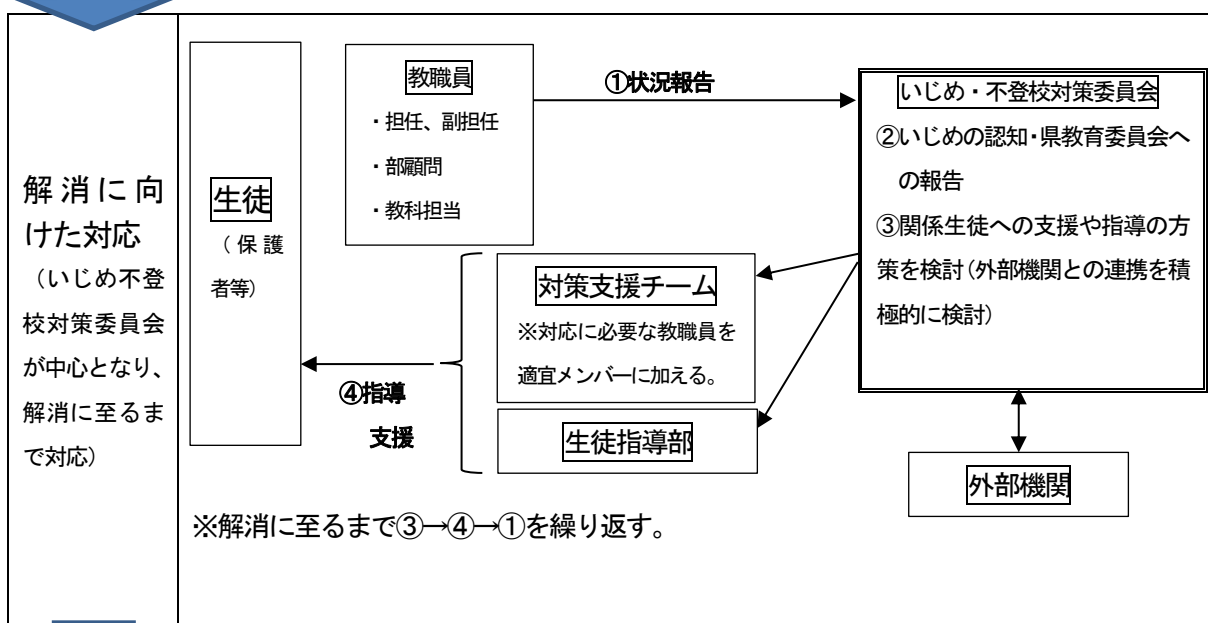 解消に向
けた対応
（いじめ不登
校対策委員会
が中心となり、
解消に至るま
で対応）
生徒
（保護
者等）
教職員
・担任、副担任
・部顧問
・教科担当
①状況報告
いじめ・不登校対策委員会
②いじめの認知・県教育委員会へ
の報告
③関係生徒への支援や指導の方
策を検討（外部機関との連携を積
極的に検討）
対策支援チーム
※対応に必要な教職員を
適宜メンバーに加える。
④指導
支援
生徒指導部
外部機関
※解消に至るまで③→④→①を繰り返す。